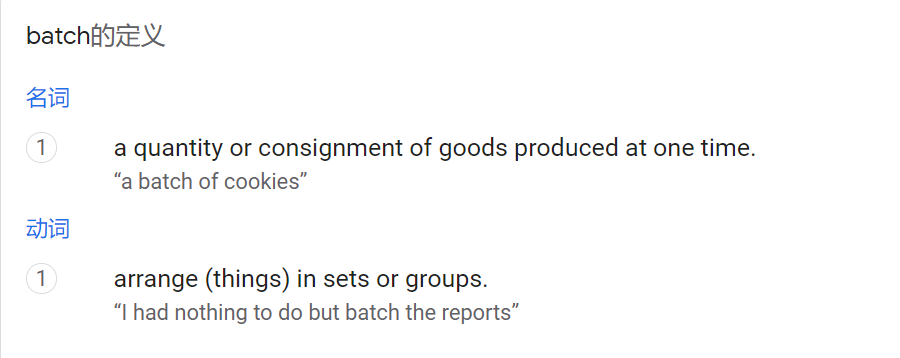 batch的定义
名词
1 a quantity or consignment of goods produced at one time.
“a batch of cookies”
动词
1 arrange (things) in sets or groups.
“I had nothing to do but batch the reports”